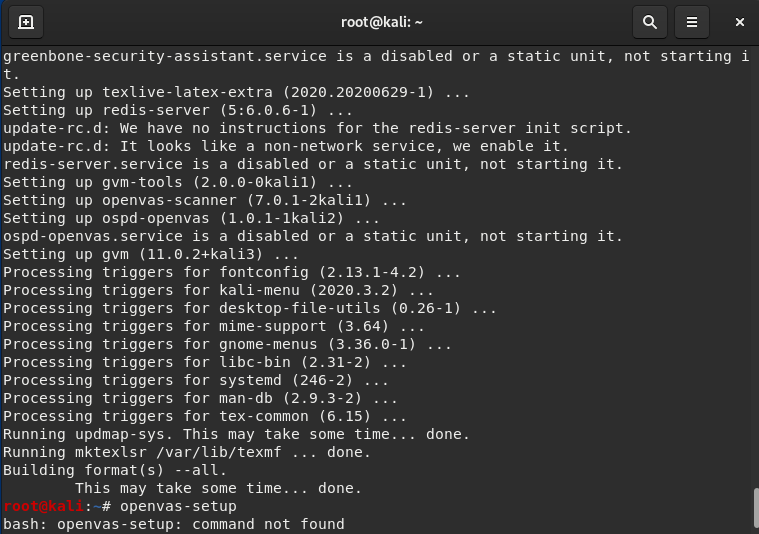 root@kali: ~
greenbone-security-assistant.service is a disabled or a static unit, not starting i
t.
Setting up texlive-latex-extra (2020.20200629-1) ...
Setting up redis-server (5:6.0.6-1) ...
update-rc.d: We have no instructions for the redis-server init script.
update-rc.d: It looks like a non-network service, we enable it.
redis-server.service is a disabled or a static unit, not starting it.
Setting up gvm-tools (2.0.0-0kali1) ...
Setting up openvas-scanner (7.0.1-2kali1) ...
Setting up ospd-openvas (1.0.1-1kali2) ...
ospd-openvas.service is a disabled or a static unit, not starting it.
Setting up gvm (11.0.2+kali3) ...
Processing triggers for fontconfig (2.13.1-4.2) ...
Processing triggers for kali-menu (2020.3.2) ...
Processing triggers for desktop-file-utils (0.26-1) ...
Processing triggers for mime-support (3.64) ...
Processing triggers for gnome-menus (3.36.0-1) ...
Processing triggers for libc-bin (2.31-2) ...
Processing triggers for systemd (246-2) ...
Processing triggers for man-db (2.9.3-2) ...
Processing triggers for tex-common (6.15) ...
Running updmap-sys. This may take some time... done.
Running mktexlsr /var/lib/texmf ... done.
Building format(s) --all.
        This may take some time... done.
root@kali:~# openvas-setup
bash: openvas-setup: command not found